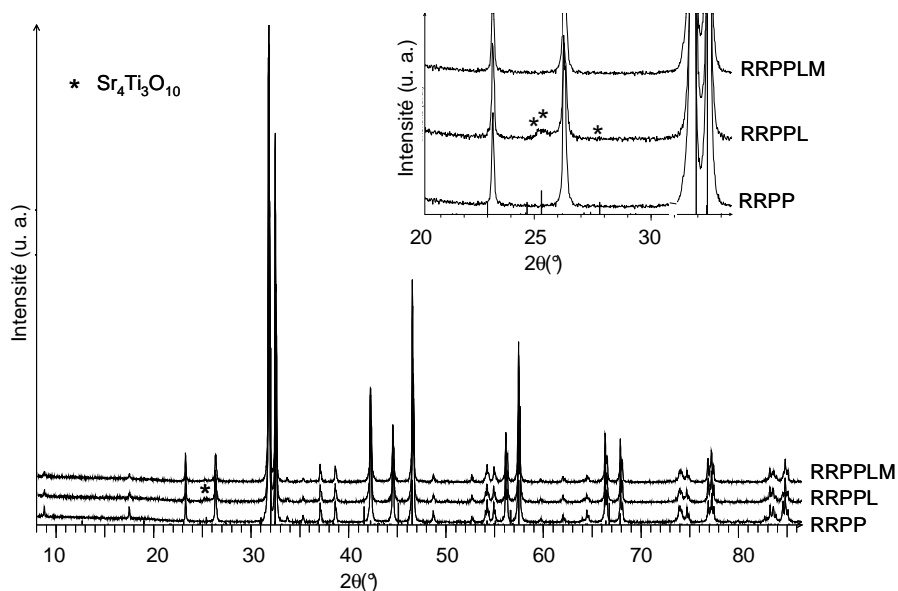 * Sr₄Ti₃O₁₀
Intensité (u. a.)
RRPPLM
RRPPL
RRPP
10 20 30 40 50 60 70 80
2θ(°)
Intensité (u. a.)
* * *
RRPPLM
RRPPL
RRPP
20 25 30
2θ(°)
*